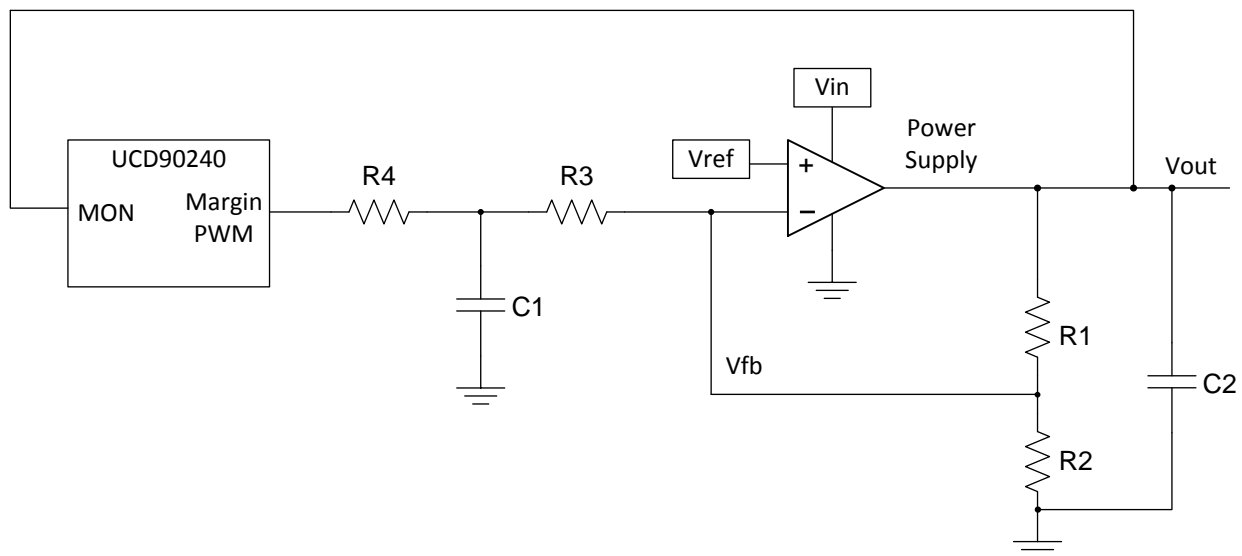 Vin
Power
Supply
Vref
+
−
Vout
UCD90240
MON
Margin
PWM
R4
R3
C1
R1
Vfb
C2
R2